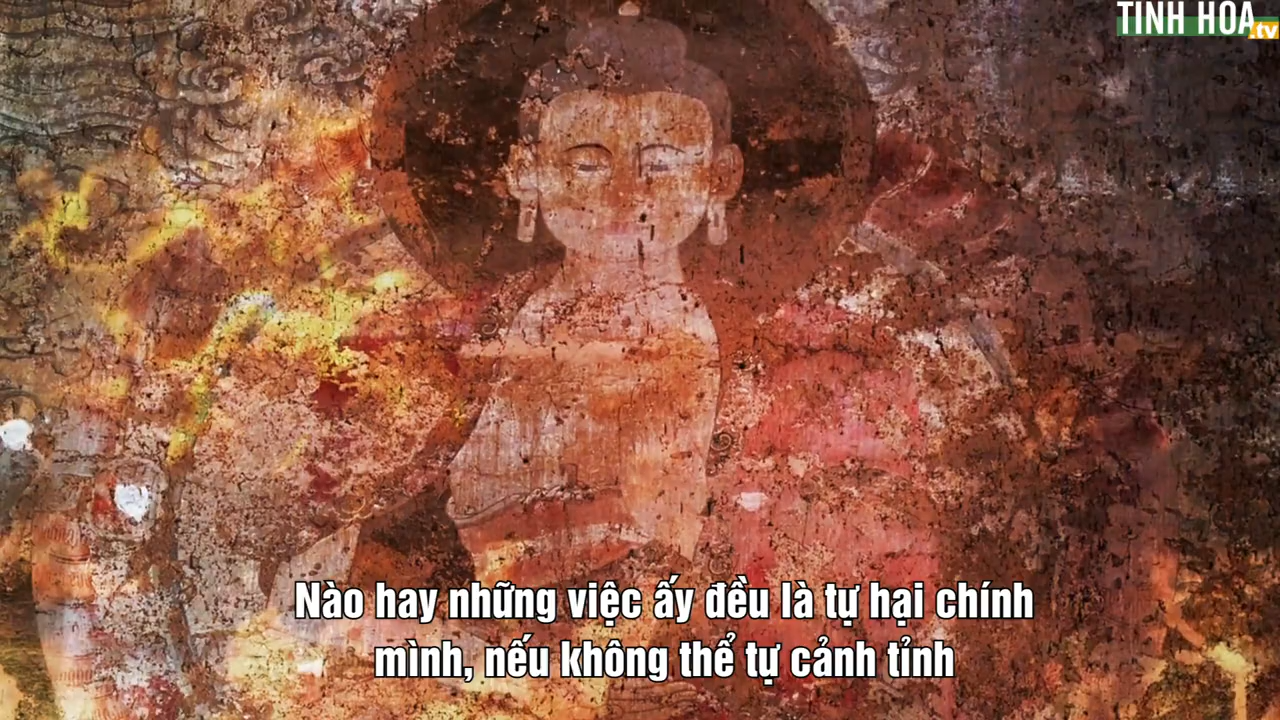 TINH HOA
.tv
Nào hay những việc ấy đều là tự hại chính
mình, nếu không thể tự cảnh tỉnh